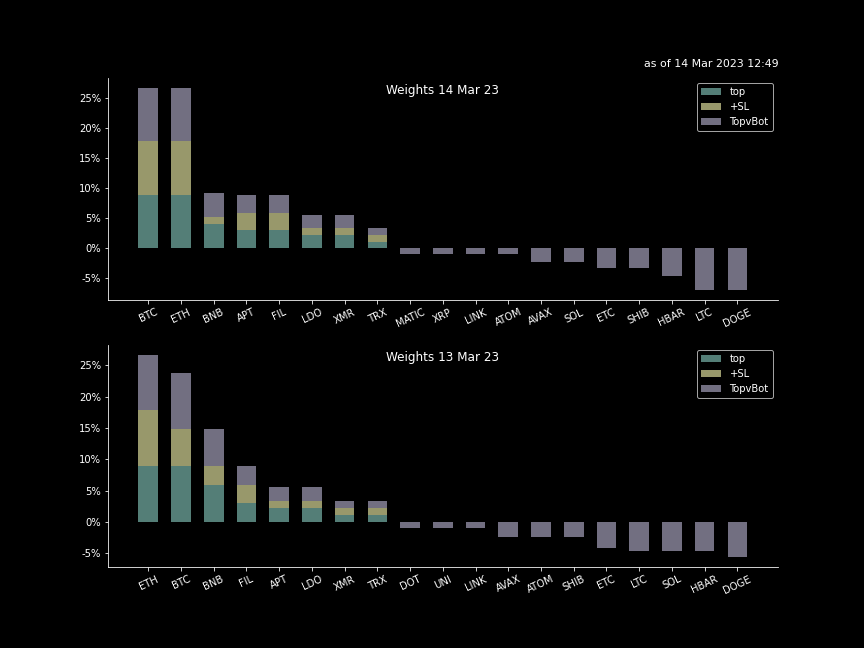 as of 14 Mar 2023 12:49
Weights 14 Mar 23
top
+SL
TopvBot
25%
20%
15%
10%
5%
0%
-5%
BTC ETH BNB APT FIL LDO XMR TRX MATIC XRP LINK ATOM AVAX SOL ETC SHIB HBAR LTC DOGE
Weights 13 Mar 23
top
+SL
TopvBot
25%
20%
15%
10%
5%
0%
-5%
ETH BTC BNB FIL APT LDO XMR TRX DOT UNI LINK AVAX ATOM SHIB ETC LTC SOL HBAR DOGE